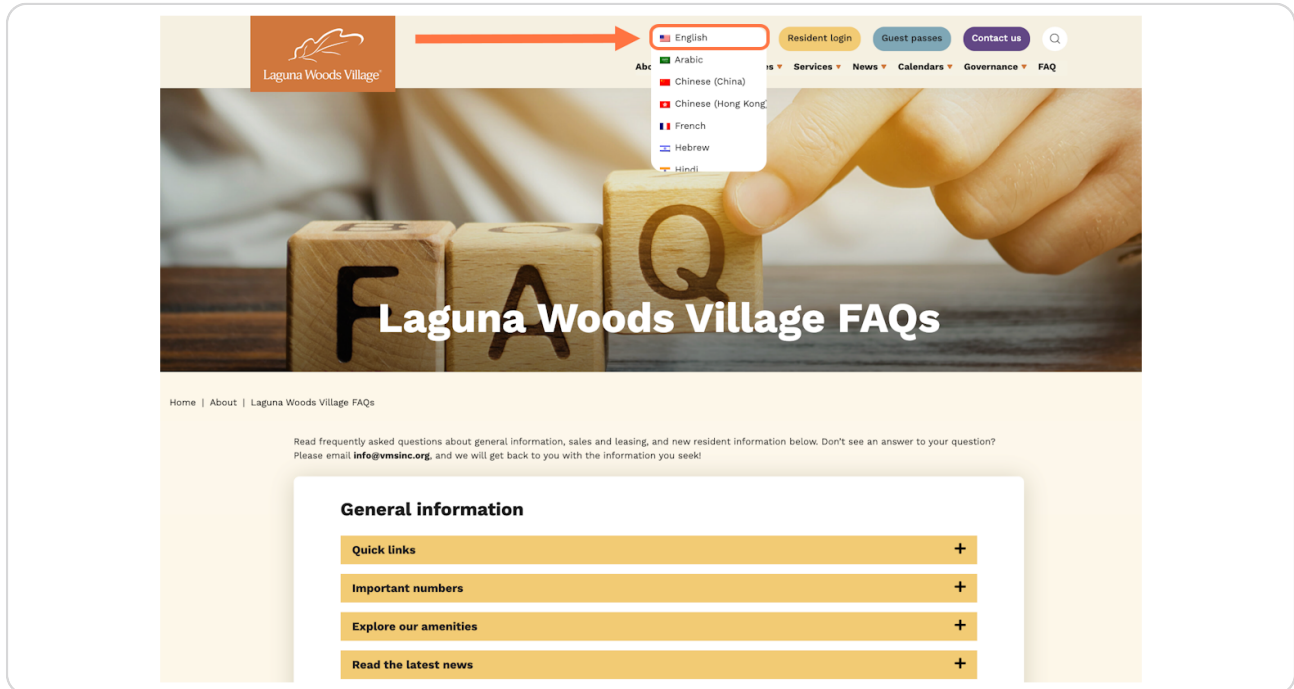 Laguna Woods Village®
English
Arabic
Chinese (China)
Chinese (Hong Kong)
French
Hebrew
Hindi
Resident login
Guest passes
Contact us
Services
News
Calendars
Governance
FAQ
F A Q
Laguna Woods Village FAQs
Home | About | Laguna Woods Village FAQs
Read frequently asked questions about general information, sales and leasing, and new resident information below. Don't see an answer to your question?
Please email info@vmsinc.org, and we will get back to you with the information you seek!
General information
Quick links
+
Important numbers
+
Explore our amenities
+
Read the latest news
+